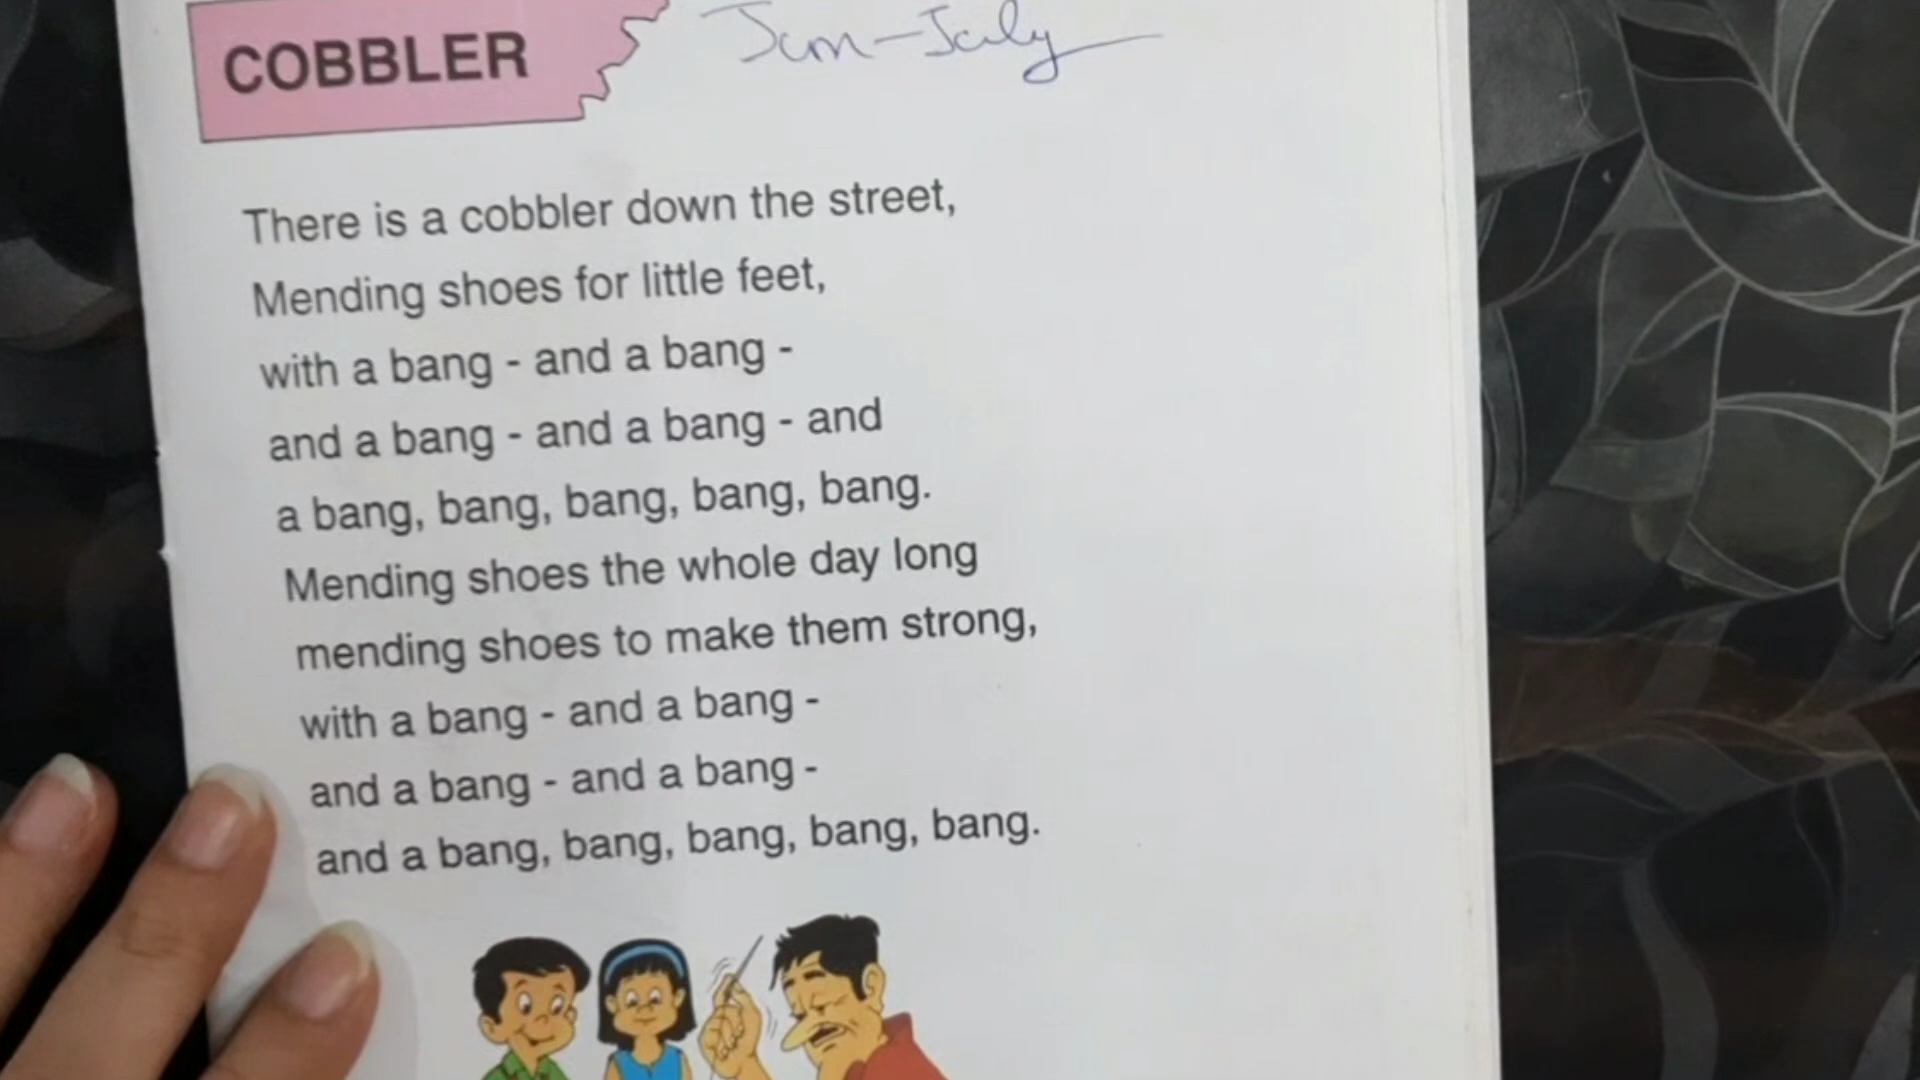 COBBLER
Jun-July
There is a cobbler down the street,
Mending shoes for little feet,
with a bang - and a bang -
and a bang - and a bang - and
a bang, bang, bang, bang, bang.
Mending shoes the whole day long
mending shoes to make them strong,
with a bang - and a bang -
and a bang - and a bang -
and a bang, bang, bang, bang, bang.